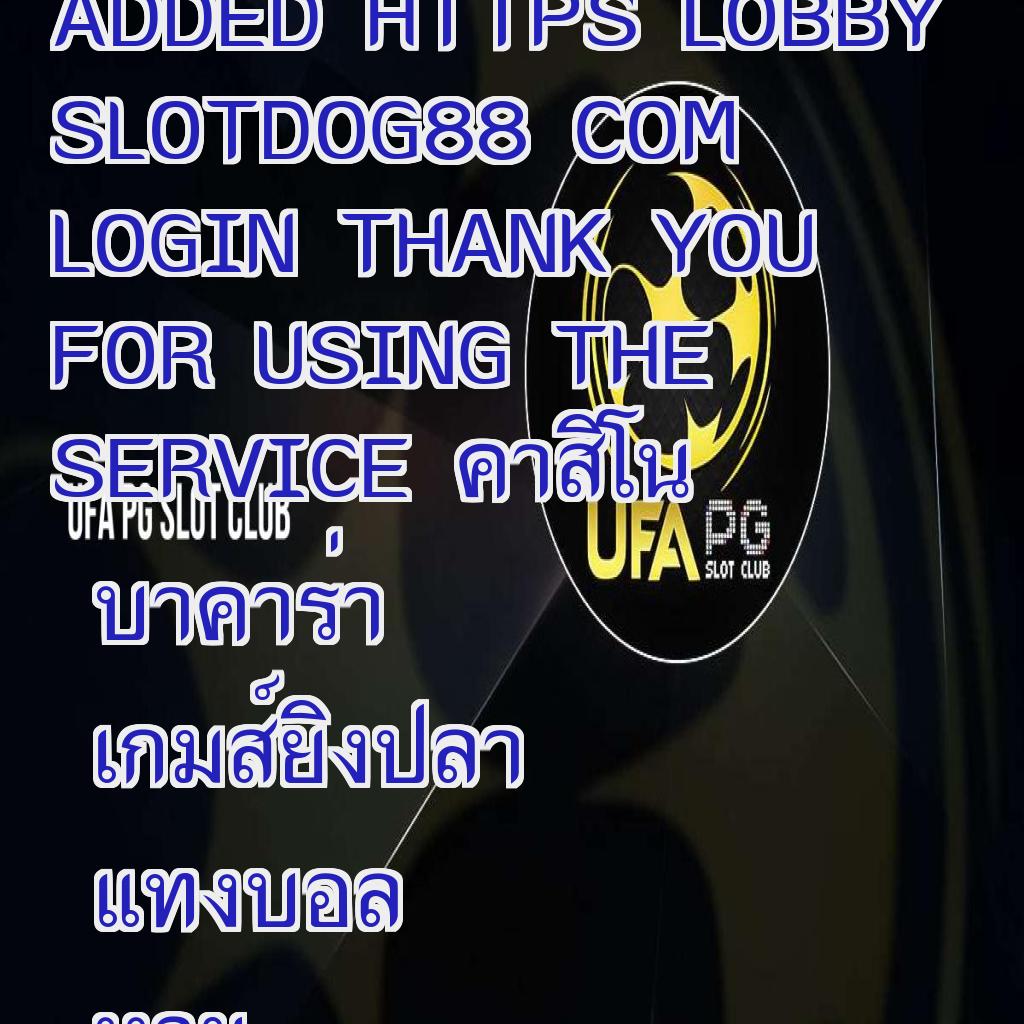 ADDED HTTPS LOBBY
SLOTDOG88 COM
LOGIN THANK YOU
FOR USING THE
SERVICE คาสิโน
UFA PG SLOT CLUB
UFA PG
SLOT CLUB
บาคาร่า
เกมส์ยิงปลา
แทงบอล